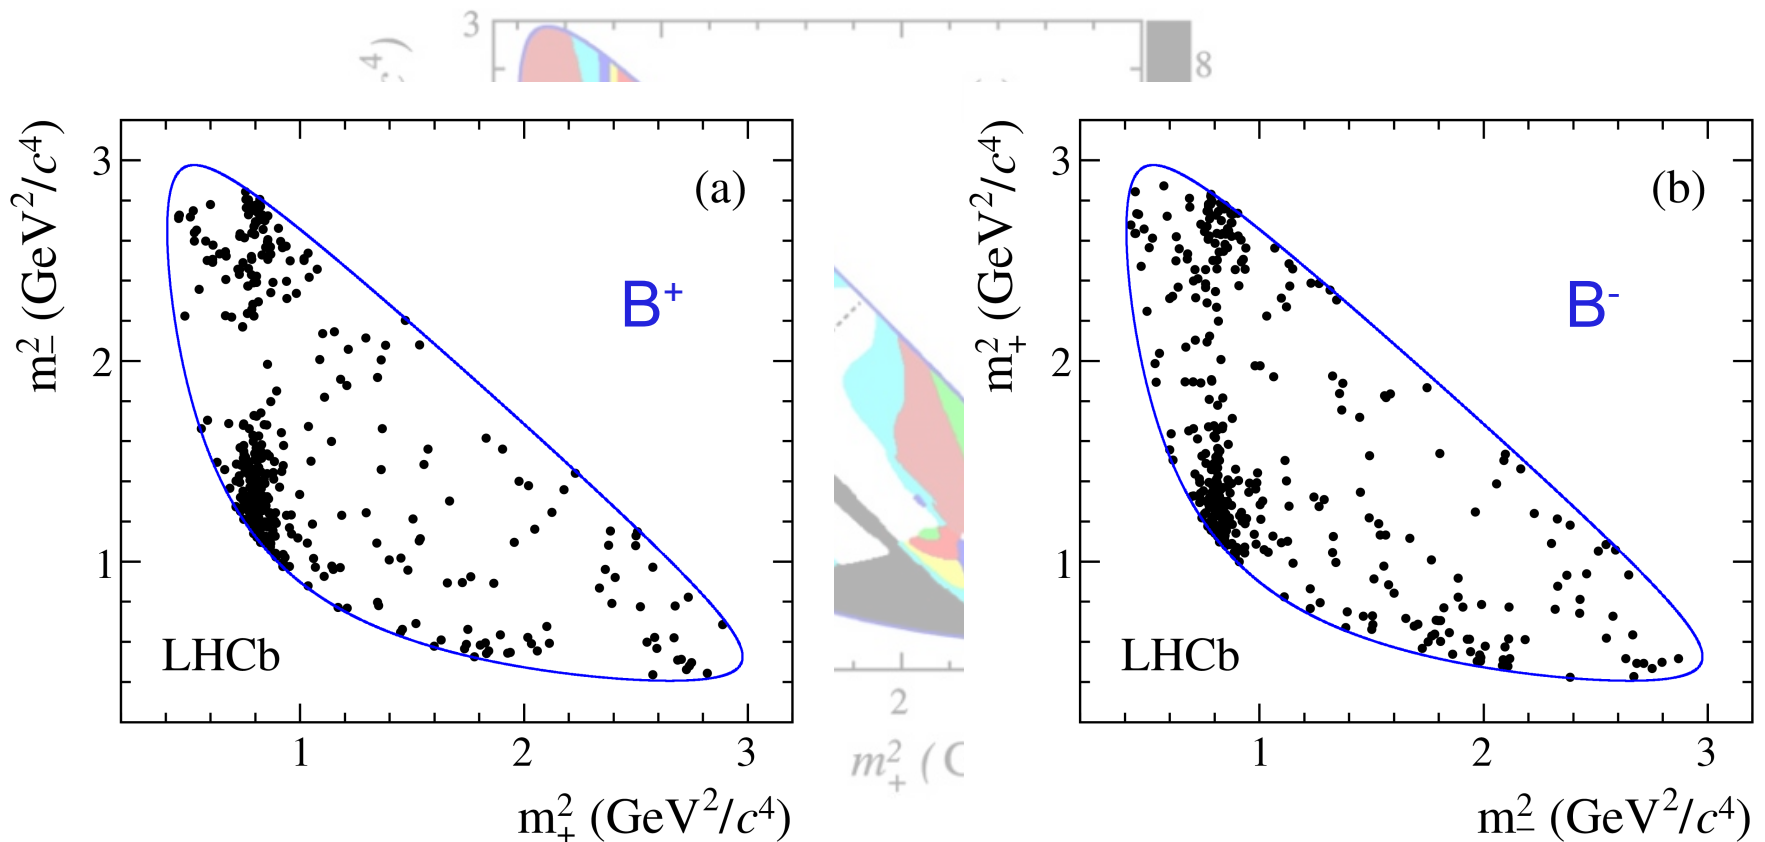 3
c⁴)
8
3
2
1
m²₋ (GeV²/c⁴)
(a)
B⁺
LHCb
1 2 3
m²₊ (GeV²/c⁴)
2
m²₊ (
3
2
1
m²₊ (GeV²/c⁴)
(b)
B⁻
LHCb
1 2 3
m²₋ (GeV²/c⁴)